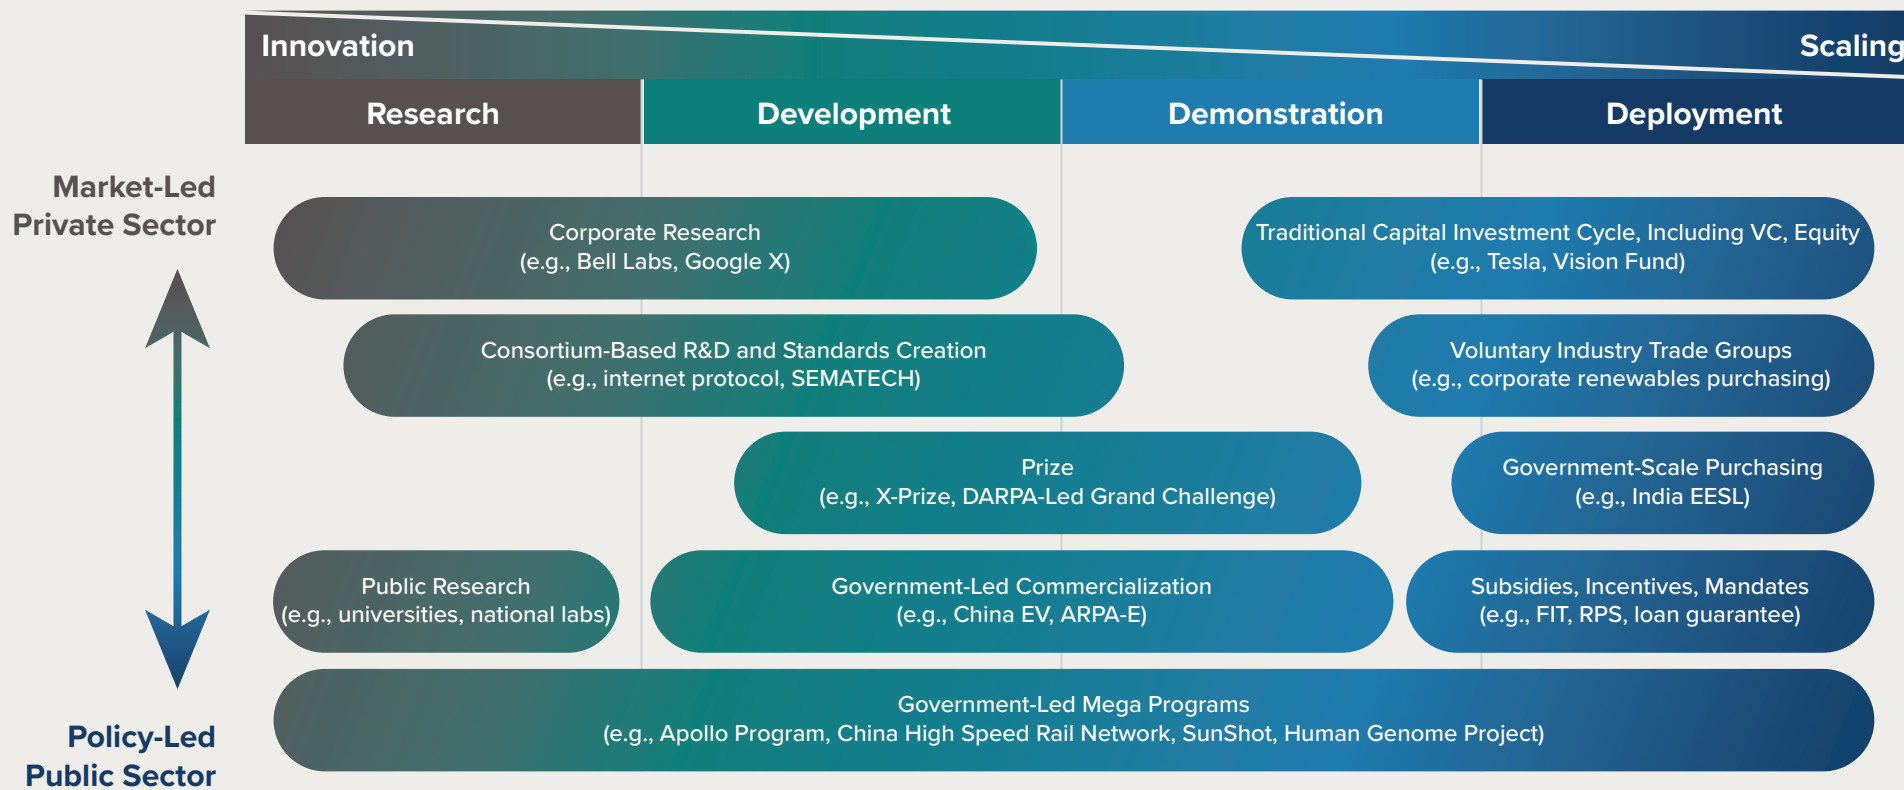 Innovation
Scaling
Research
Development
Demonstration
Deployment
Market-Led
Private Sector
Corporate Research
(e.g., Bell Labs, Google X)
Traditional Capital Investment Cycle, Including VC, Equity
(e.g., Tesla, Vision Fund)
Consortium-Based R&D and Standards Creation
(e.g., internet protocol, SEMATECH)
Voluntary Industry Trade Groups
(e.g., corporate renewables purchasing)
Prize
(e.g., X-Prize, DARPA-Led Grand Challenge)
Government-Scale Purchasing
(e.g., India EESL)
Public Research
(e.g., universities, national labs)
Government-Led Commercialization
(e.g., China EV, ARPA-E)
Subsidies, Incentives, Mandates
(e.g., FIT, RPS, loan guarantee)
Government-Led Mega Programs
(e.g., Apollo Program, China High Speed Rail Network, SunShot, Human Genome Project)
Policy-Led
Public Sector